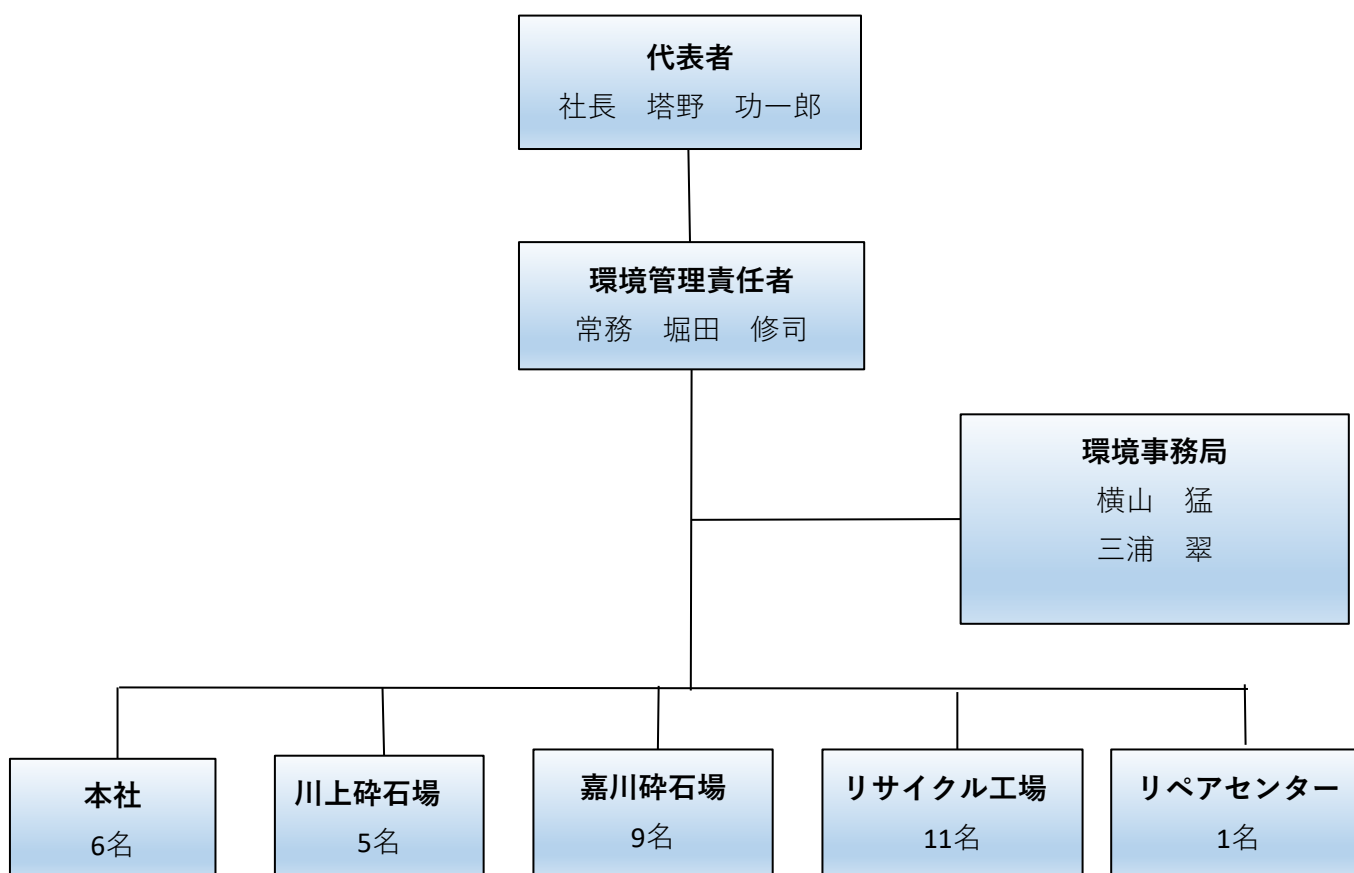 代表者
社長　塔野　功一郎
環境管理責任者
常務　堀田　修司
環境事務局
横山　猛
三浦　翠
本社
6名
川上砕石場
5名
嘉川砕石場
9名
リサイクル工場
11名
リペアセンター
1名